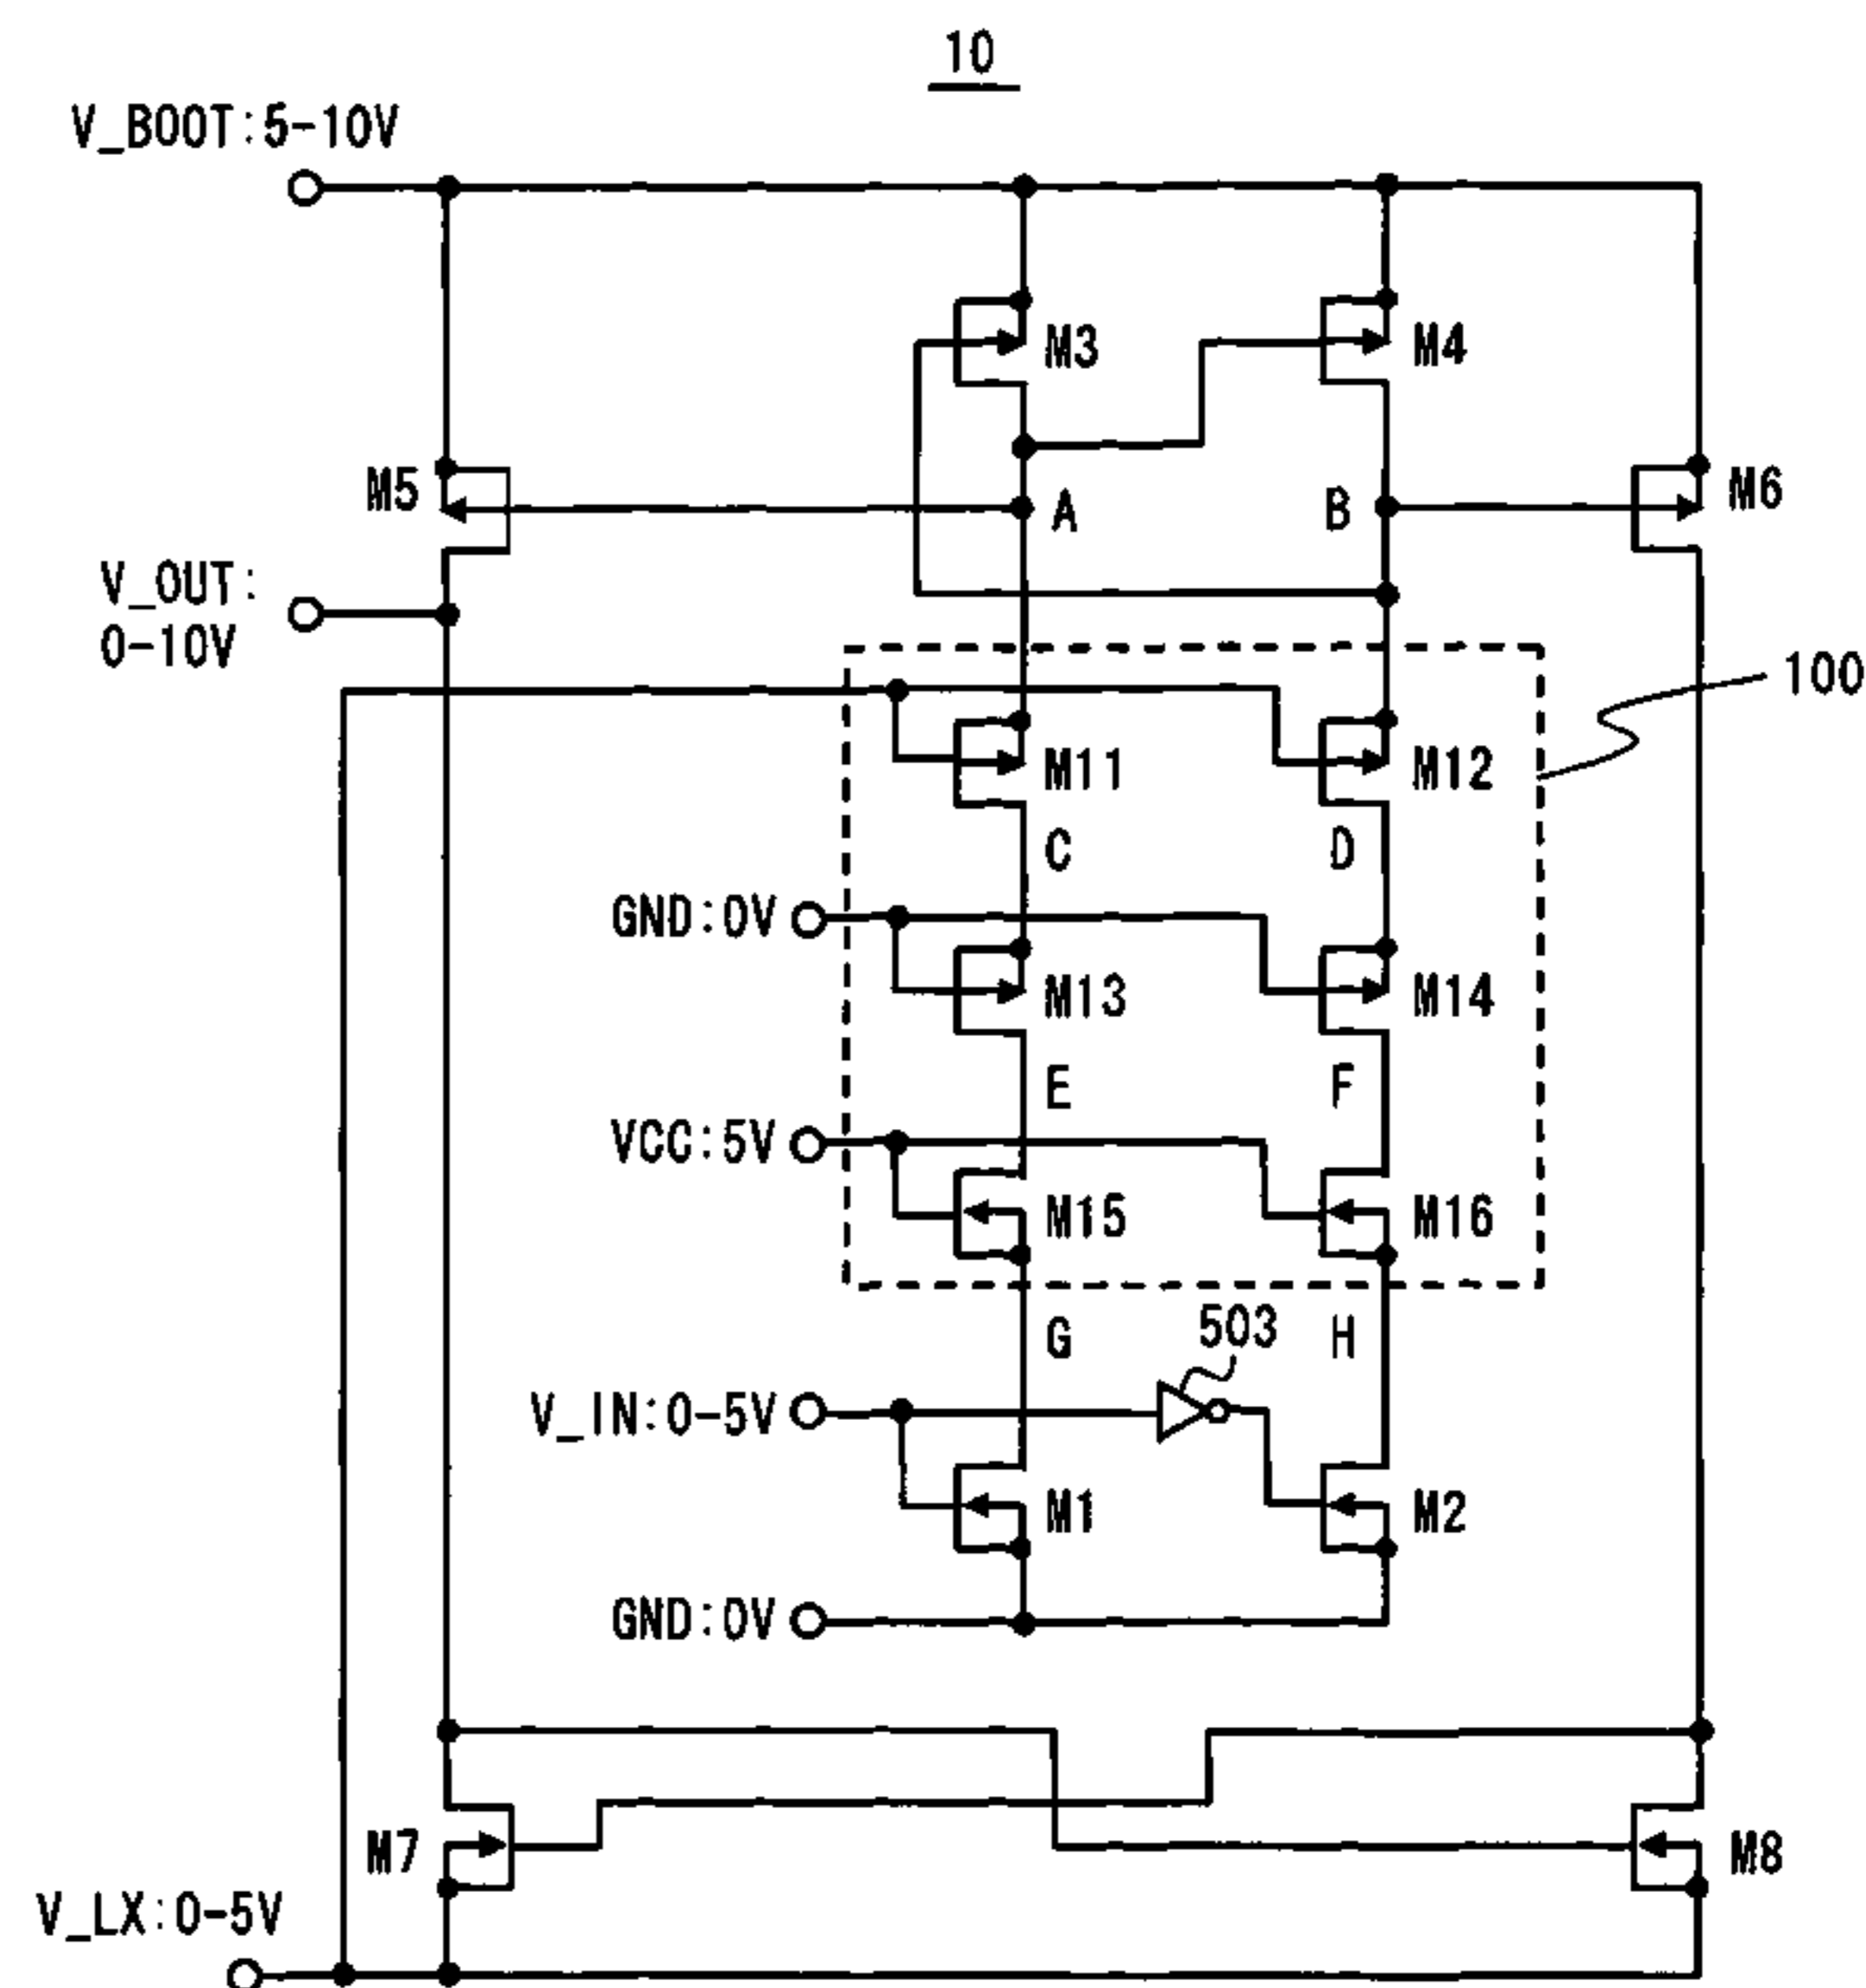 10
V_BOOT:5-10V
M3
M4
M5
A
B
M6
V_OUT:
0-10V
100
M11
M12
C
D
GND:0V
M13
M14
E
F
VCC:5V
M15
M16
G
503
H
V_IN:0-5V
M1
M2
GND:0V
M7
M8
V_LX:0-5V